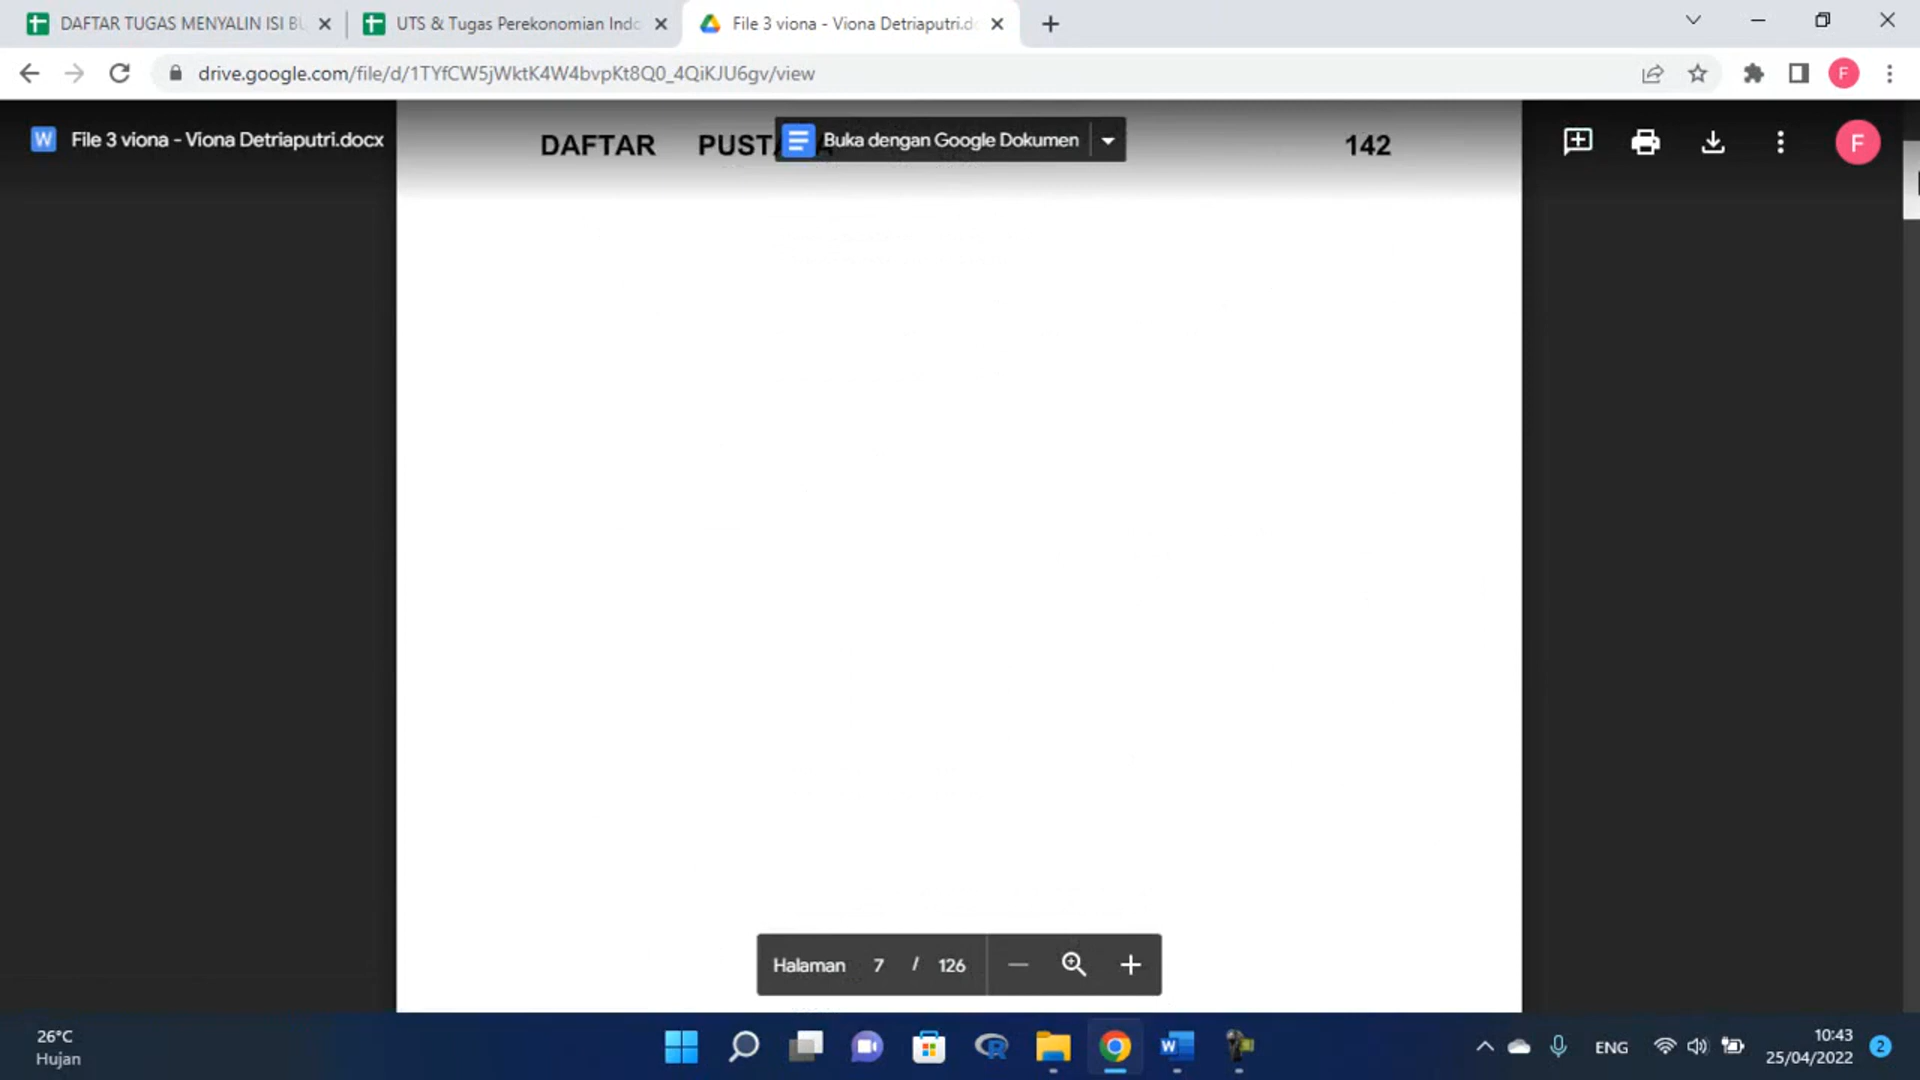 DAFTAR TUGAS MENYALIN ISI BU
UTS & Tugas Perekonomian Indo
File 3 viona - Viona Detriaputri.d
drive.google.com/file/d/1TYfCW5jWktK4W4bvpKt8Q0_4QiKJU6gv/view
F
W
File 3 viona - Viona Detriaputri.docx
DAFTAR PUSTAKA 142
Buka dengan Google Dokumen
F
Halaman 7 / 126
26°C
Hujan
ENG
10:43
25/04/2022
2